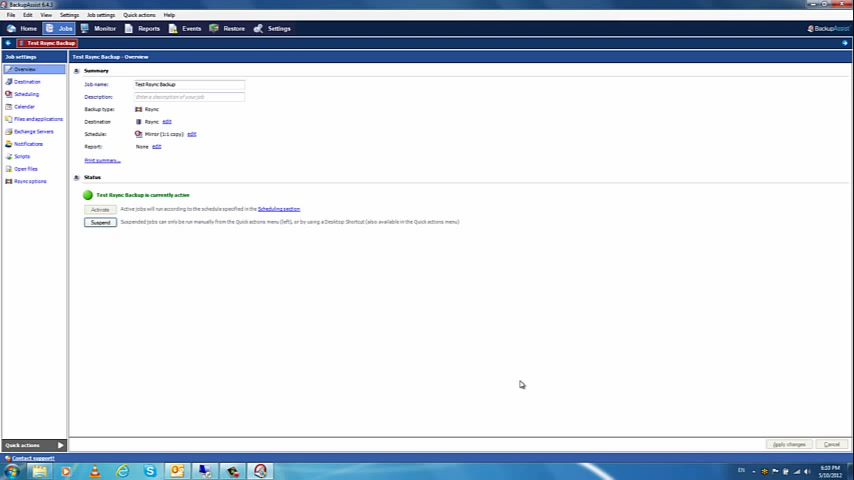 BackupAssist 6.4.3
File Edit View Job settings Quick actions Help
Home Jobs Monitor Reports Events Restore Settings BackupAssist
Test Rsync Backup
Job settings
Overview
Destination
Scheduling
Calendar
Files and applications
Exchange Servers
Notifications
Scripts
Open files
Rsync options
Test Rsync Backup - Overview
Summary
Job name: Test Rsync Backup
Description: Enter a description of your job
Backup type: Rsync
Destination Rsync edit
Schedule: Mirror (1:1 copy) edit
Report: None edit
Print summary...
Status
Test Rsync Backup is currently active
Activate Active jobs will run according to the schedule specified in the Scheduling section
Suspend Suspended jobs can only be run manually from the Quick actions menu (left), or by using a Desktop Shortcut (also available in the Quick actions menu)
Apply changes Cancel
Quick actions
Contact support!
EN
6:10 PM
5/10/2012